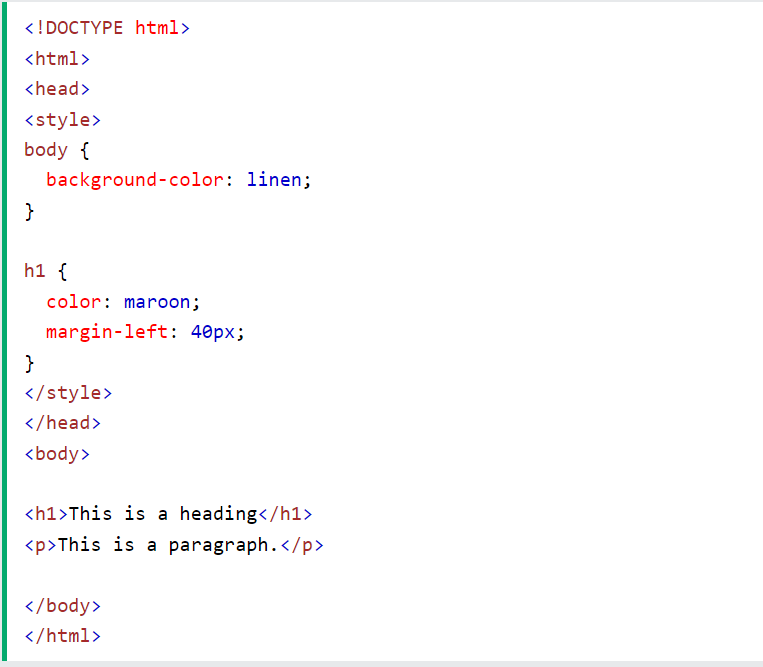 <!DOCTYPE html>
<html>
<head>
<style>
body {
  background-color: linen;
}

h1 {
  color: maroon;
  margin-left: 40px;
}
</style>
</head>
<body>

<h1>This is a heading</h1>
<p>This is a paragraph.</p>

</body>
</html>